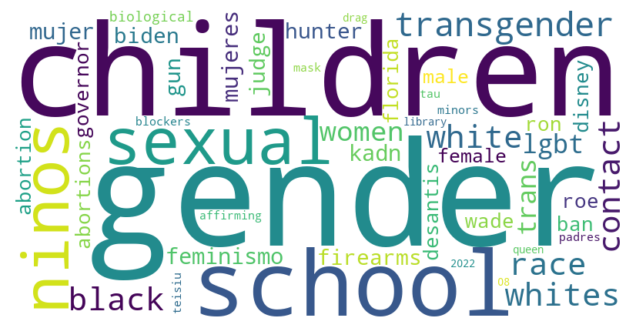 children
gender
school
sexual
ninos
transgender
white
whites
race
black
women
contact
trans
lgbt
mujer
biden
biological
drag
hunter
mujeres
judge
gun
governor
mask
florida
male
tau
minors
disney
ron
library
blockers
abortion
abortions
kadn
female
roe
wade
ban
padres
desantis
affirming
feminismo
firearms
2022
queen
08
teisiu